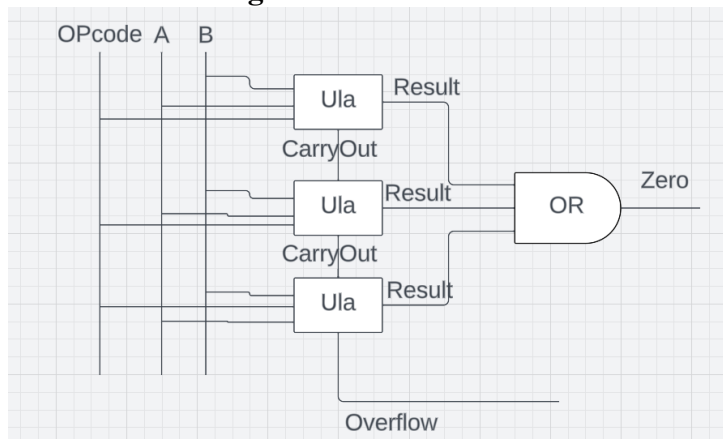 OPcode A B
Ula
Result
CarryOut
Ula
Result
OR
Zero
CarryOut
Ula
Result
Overflow